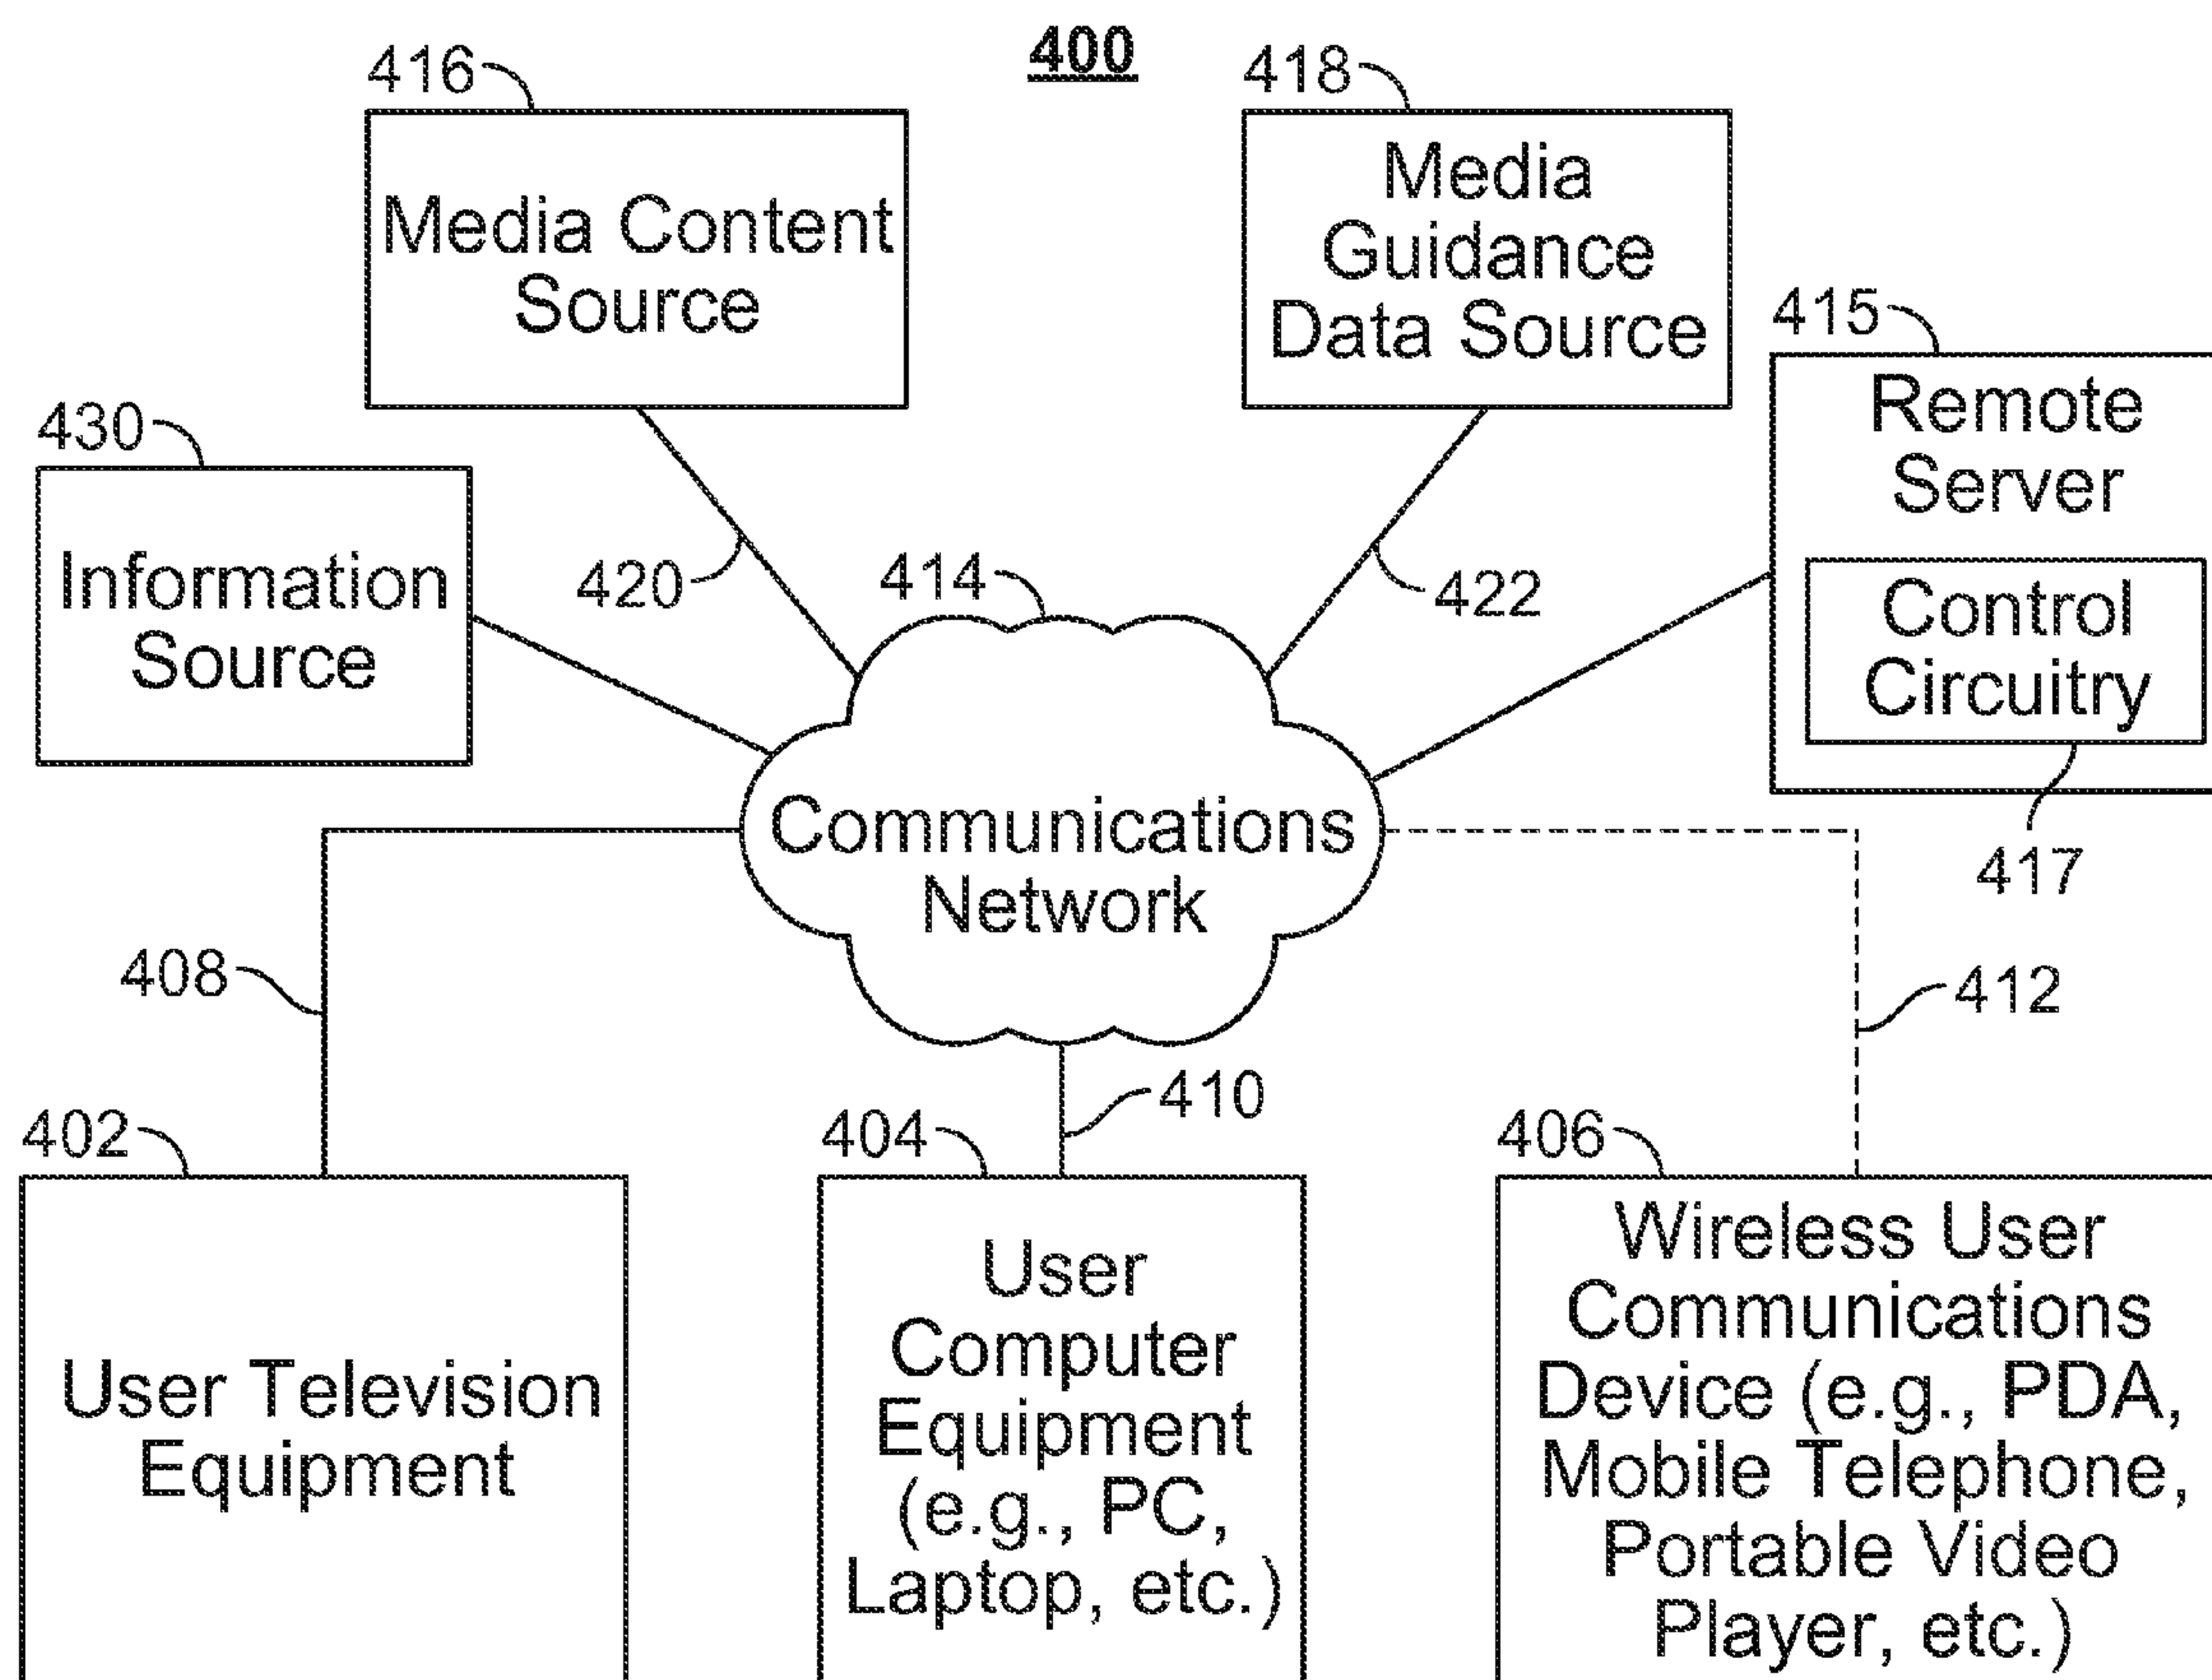 400
416
Media Content
Source
418
Media
Guidance
Data Source
415
Remote
Server
Control
Circuitry
417
430
Information
Source
420
414
422
Communications
Network
408
412
410
402
User Television
Equipment
404
User
Computer
Equipment
(e.g., PC,
Laptop, etc.)
406
Wireless User
Communications
Device (e.g., PDA,
Mobile Telephone,
Portable Video
Player, etc.)